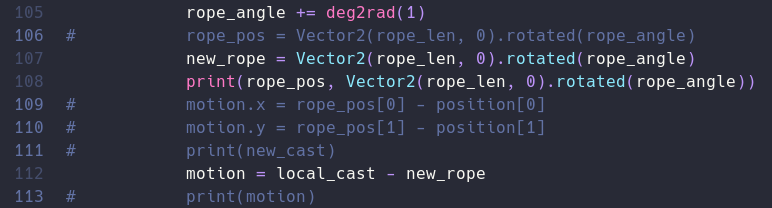 105 rope_angle += deg2rad(1)
106 # rope_pos = Vector2(rope_len, 0).rotated(rope_angle)
107 new_rope = Vector2(rope_len, 0).rotated(rope_angle)
108 print(rope_pos, Vector2(rope_len, 0).rotated(rope_angle))
109 # motion.x = rope_pos[0] - position[0]
110 # motion.y = rope_pos[1] - position[1]
111 # print(new_cast)
112 motion = local_cast - new_rope
113 # print(motion)